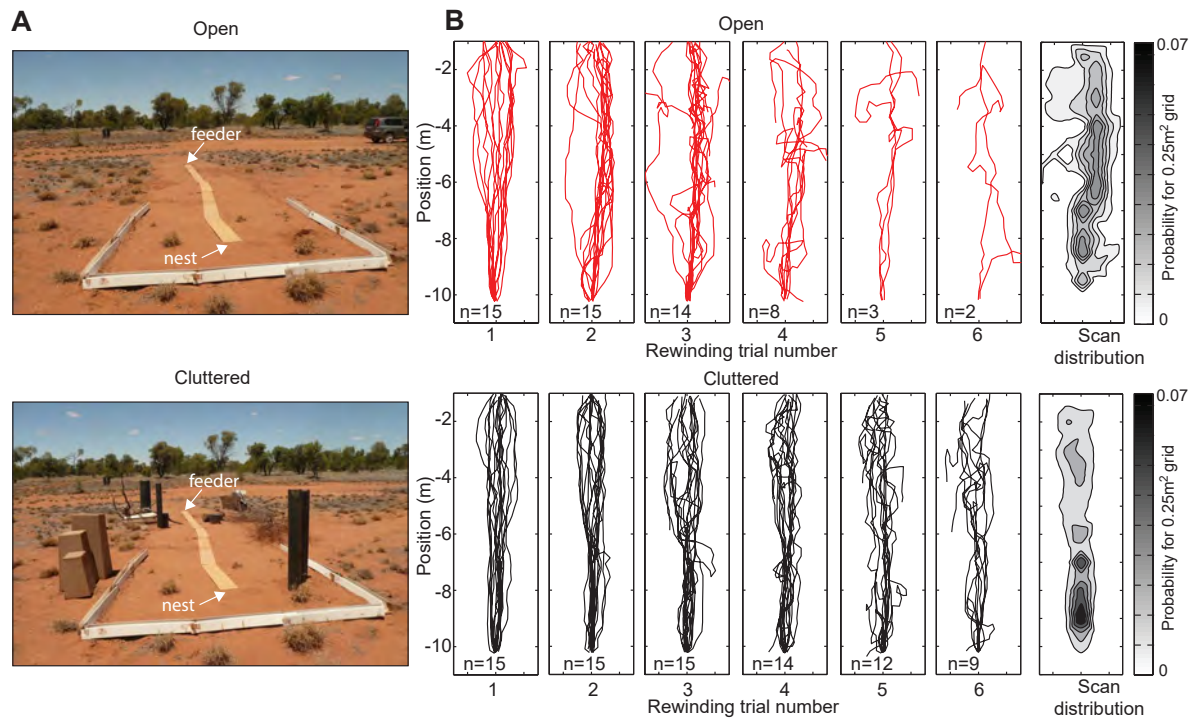 A
Open
feeder
nest
Cluttered
feeder
nest
B
Open
Position (m)
-2
-4
-6
-8
-10
n=15
n=15
n=14
n=8
n=3
n=2
1
2
3
4
5
6
Rewinding trial number
Scan
distribution
0.07
0
Probability for 0.25m² grid
Cluttered
Position (m)
-2
-4
-6
-8
-10
n=15
n=15
n=15
n=14
n=12
n=9
1
2
3
4
5
6
Rewinding trial number
Scan
distribution
0.07
0
Probability for 0.25m² grid